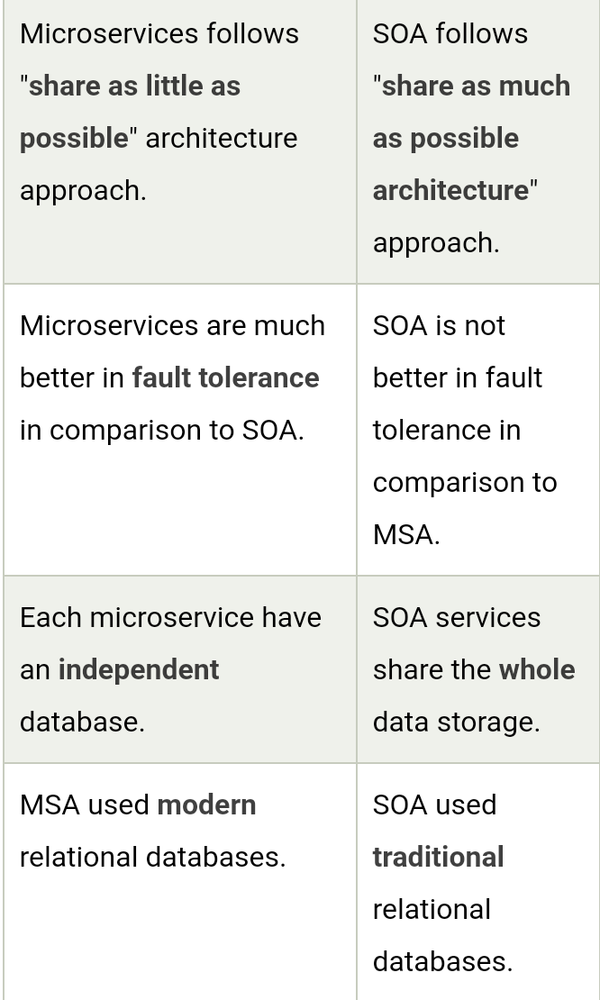 Microservices follows
"share as little as
possible" architecture
approach.
SOA follows
"share as much
as possible
architecture"
approach.
Microservices are much
better in fault tolerance
in comparison to SOA.
SOA is not
better in fault
tolerance in
comparison to
MSA.
Each microservice have
an independent
database.
SOA services
share the whole
data storage.
MSA used modern
relational databases.
SOA used
traditional
relational
databases.